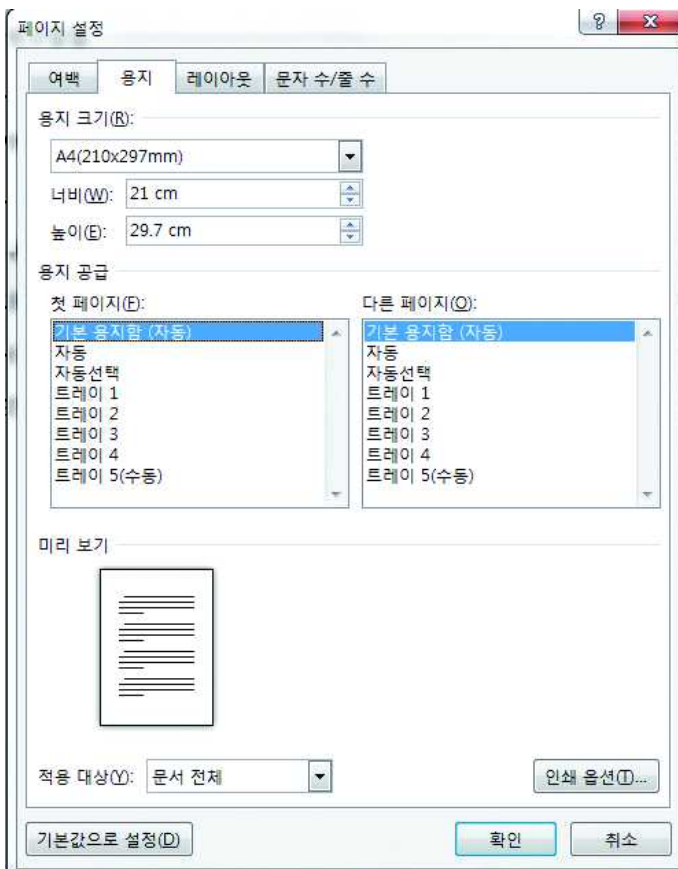 페이지 설정
여백 용지 레이아웃 문자 수/줄 수
용지 크기(R):
A4(210x297mm)
너비(W): 21 cm
높이(E): 29.7 cm
용지 공급
첫 페이지(F): 다른 페이지(O):
기본 용지함 (자동) 기본 용지함 (자동)
자동 자동
자동선택 자동선택
트레이 1 트레이 1
트레이 2 트레이 2
트레이 3 트레이 3
트레이 4 트레이 4
트레이 5(수동) 트레이 5(수동)
미리 보기
적용 대상(Y): 문서 전체 인쇄 옵션(T)...
기본값으로 설정(D) 확인 취소